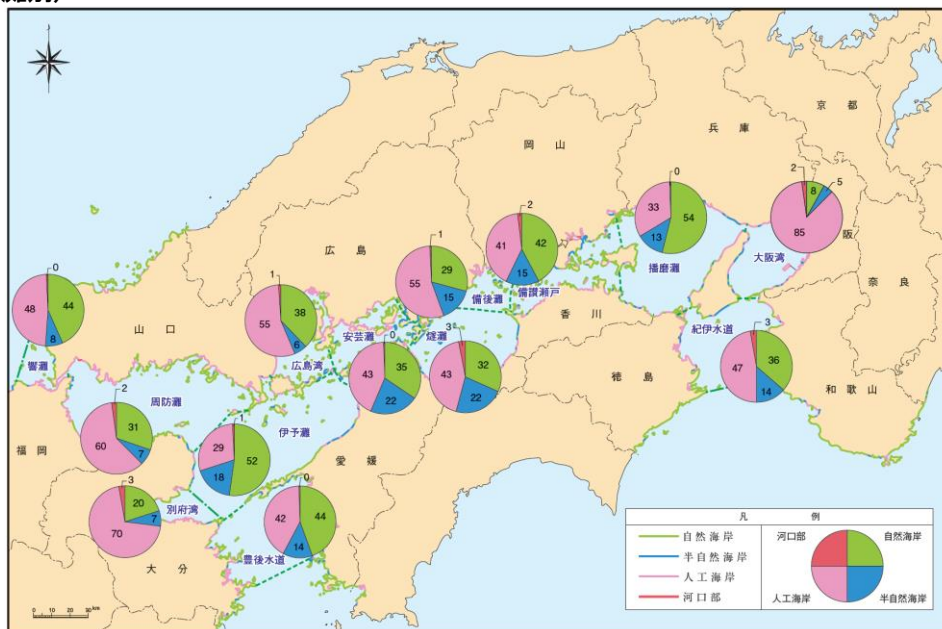 京都
兵庫
岡山
広島
大阪
奈良
山口
香川
徳島
和歌山
福岡
愛媛
大分
0
33
54
13
播磨灘
2
8
5
85
大阪湾
2
41
42
15
備讃瀬戸
1
29
55
15
備後灘
1
38
55
6
広島湾
0
44
48
8
響灘
安芸灘
0
35
43
22
燧灘
3
32
43
22
紀伊水道
3
36
47
14
周防灘
2
31
60
7
伊予灘
1
29
52
18
3
20
7
70
別府湾
0
42
44
14
豊後水道
凡例
自然海岸
半自然海岸
人工海岸
河口部
河口部
自然海岸
人工海岸
半自然海岸
0 10 20 30km